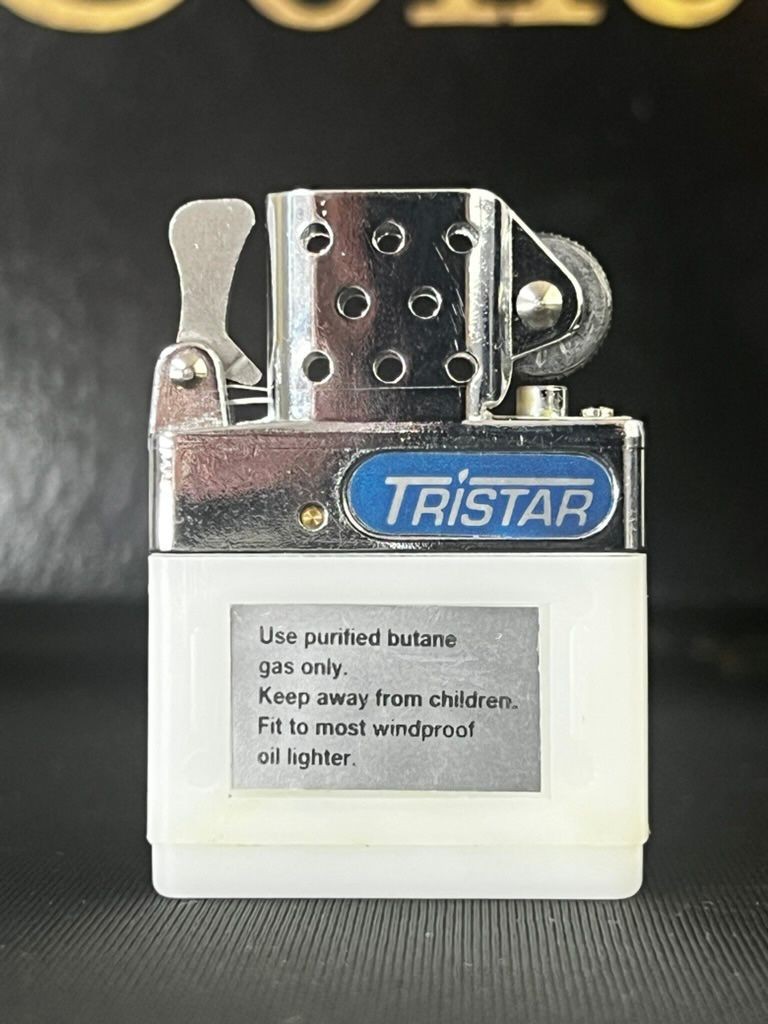 TRISTAR
Use purified butane
gas only.
Keep away from children.
Fit to most windproof
oil lighter.